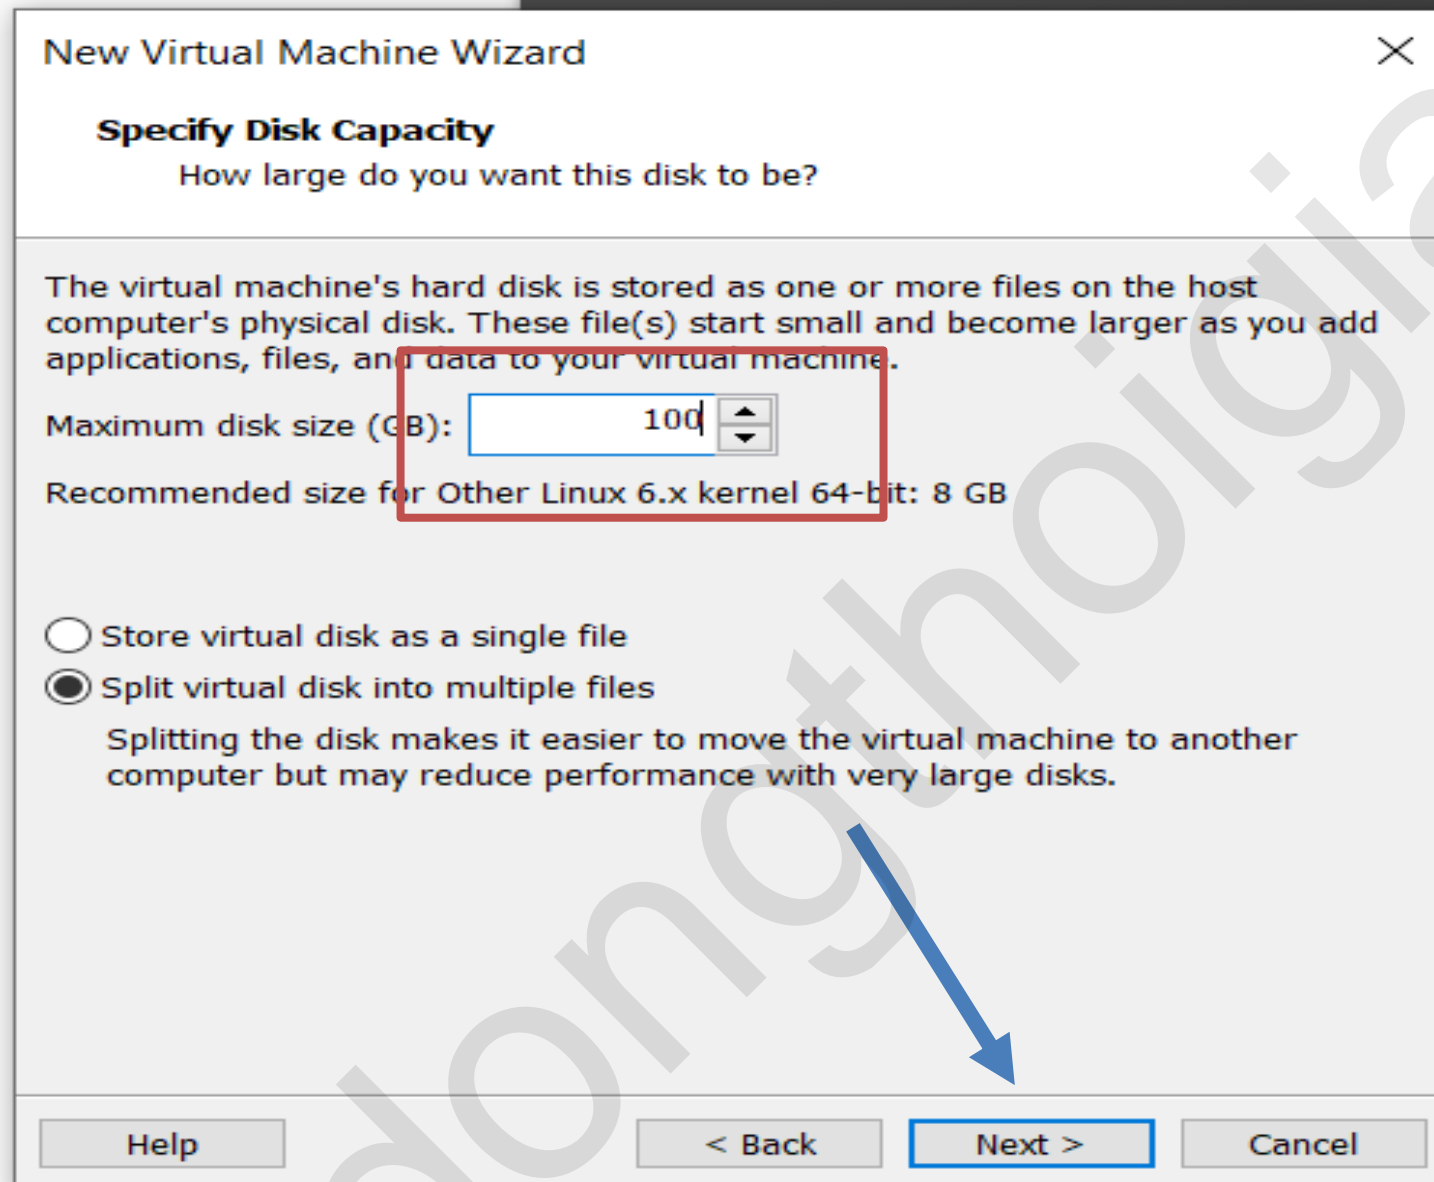 New Virtual Machine Wizard
Specify Disk Capacity
How large do you want this disk to be?
The virtual machine's hard disk is stored as one or more files on the host
computer's physical disk. These file(s) start small and become larger as you add
applications, files, and data to your virtual machine.
Maximum disk size (GB): 100
Recommended size for Other Linux 6.x kernel 64-bit: 8 GB
Store virtual disk as a single file
Split virtual disk into multiple files
Splitting the disk makes it easier to move the virtual machine to another
computer but may reduce performance with very large disks.
Help < Back Next > Cancel
dongthoigia